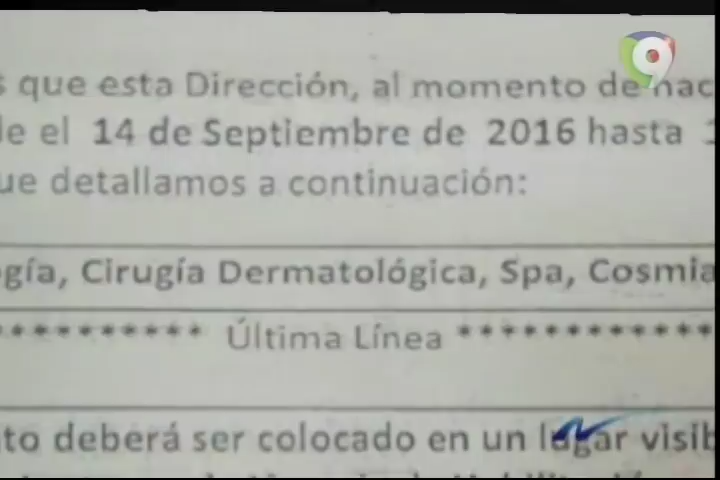 que esta Dirección, al momento de
el 14 de Septiembre de 2016 hasta
detallamos a continuación:
Cirugía Dermatológica, Spa,
********** Última Línea ************
deberá ser colocado en un lugar
9